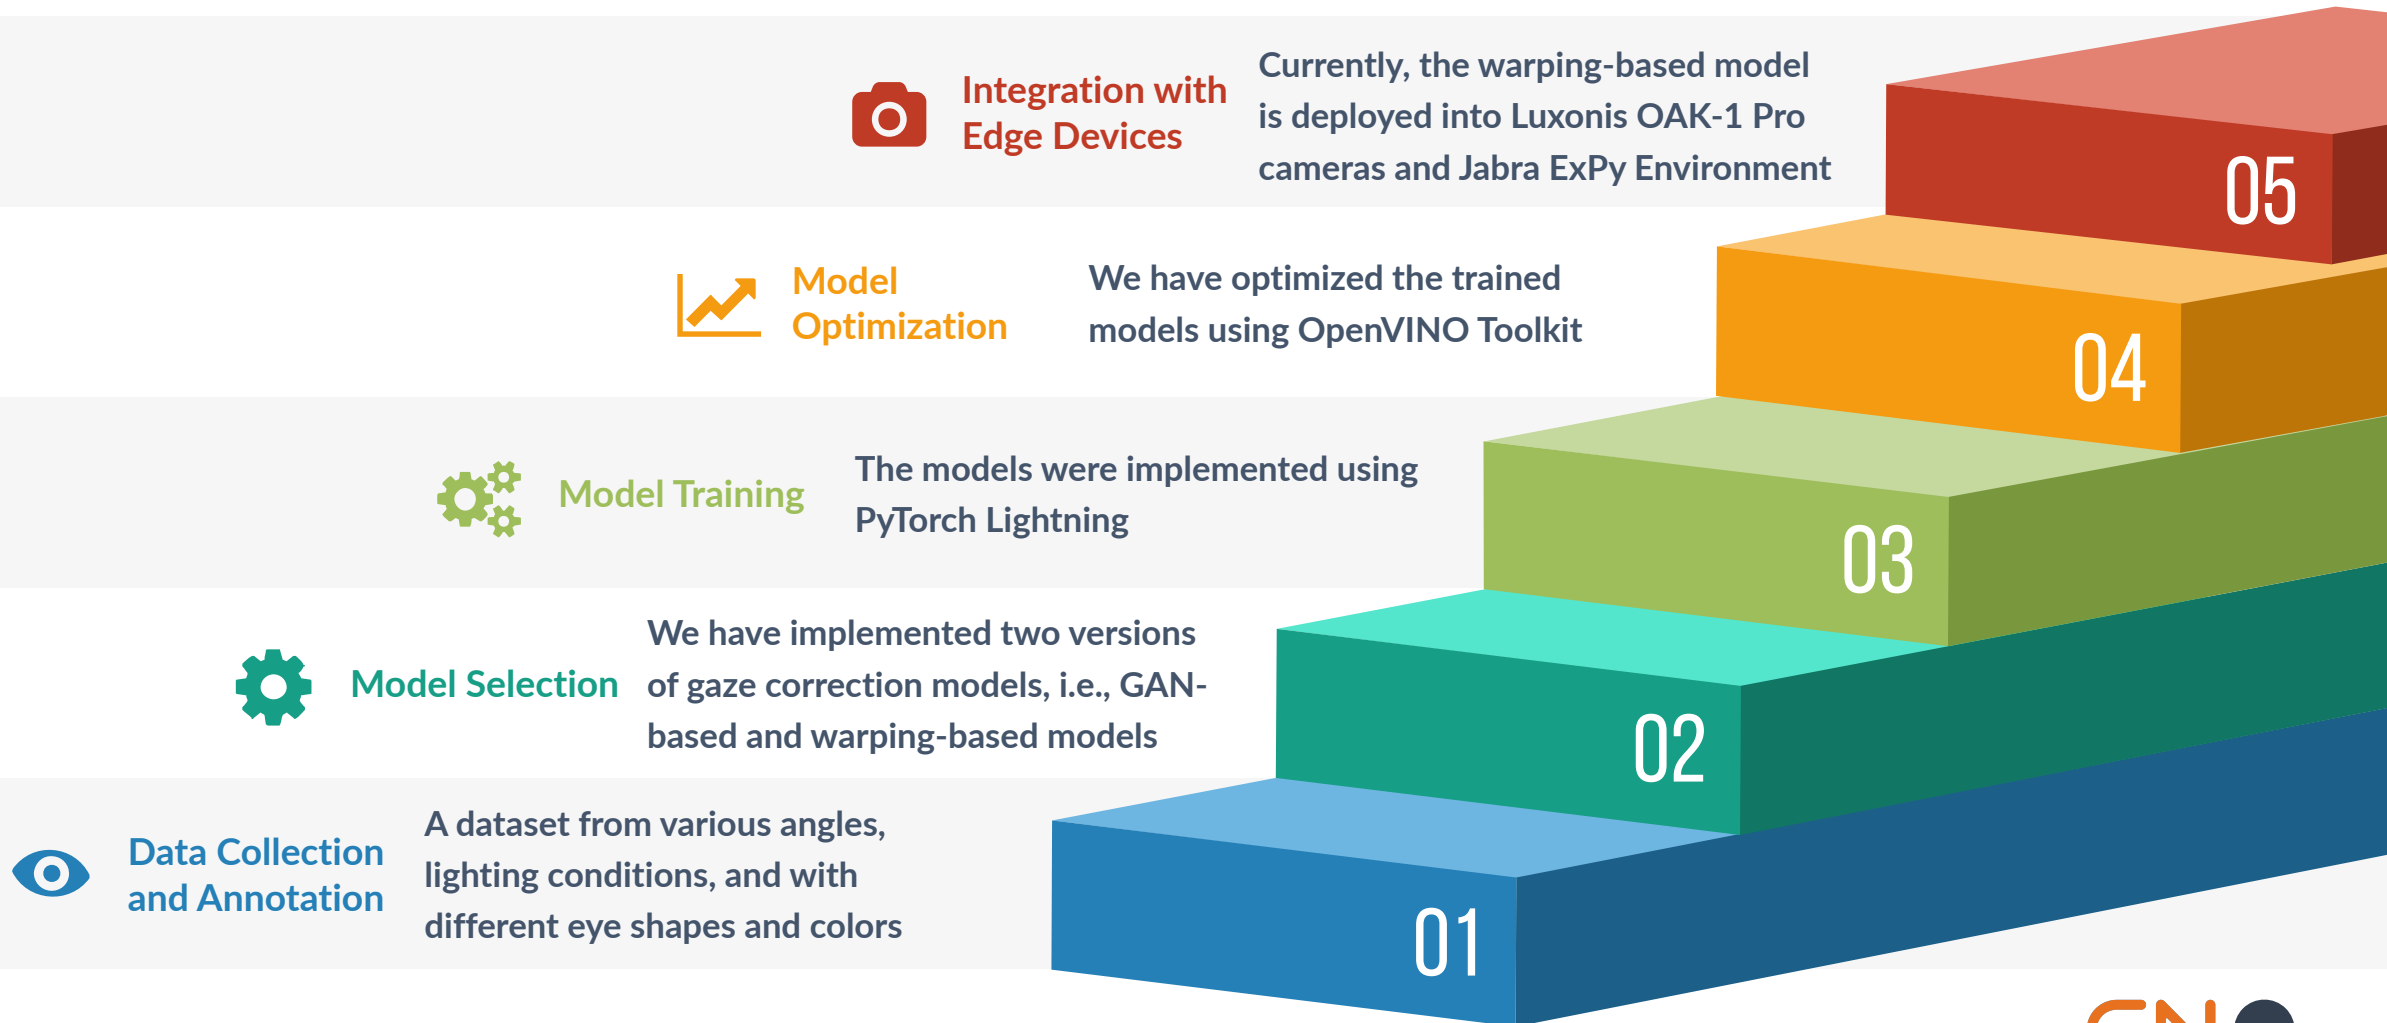 Integration with
Edge Devices
Currently, the warping-based model
is deployed into Luxonis OAK-1 Pro
cameras and Jabra ExPy Environment
05
Model
Optimization
We have optimized the trained
models using OpenVINO Toolkit
04
Model Training
The models were implemented using
PyTorch Lightning
03
Model Selection
We have implemented two versions
of gaze correction models, i.e., GAN-
based and warping-based models
02
Data Collection
and Annotation
A dataset from various angles,
lighting conditions, and with
different eye shapes and colors
01